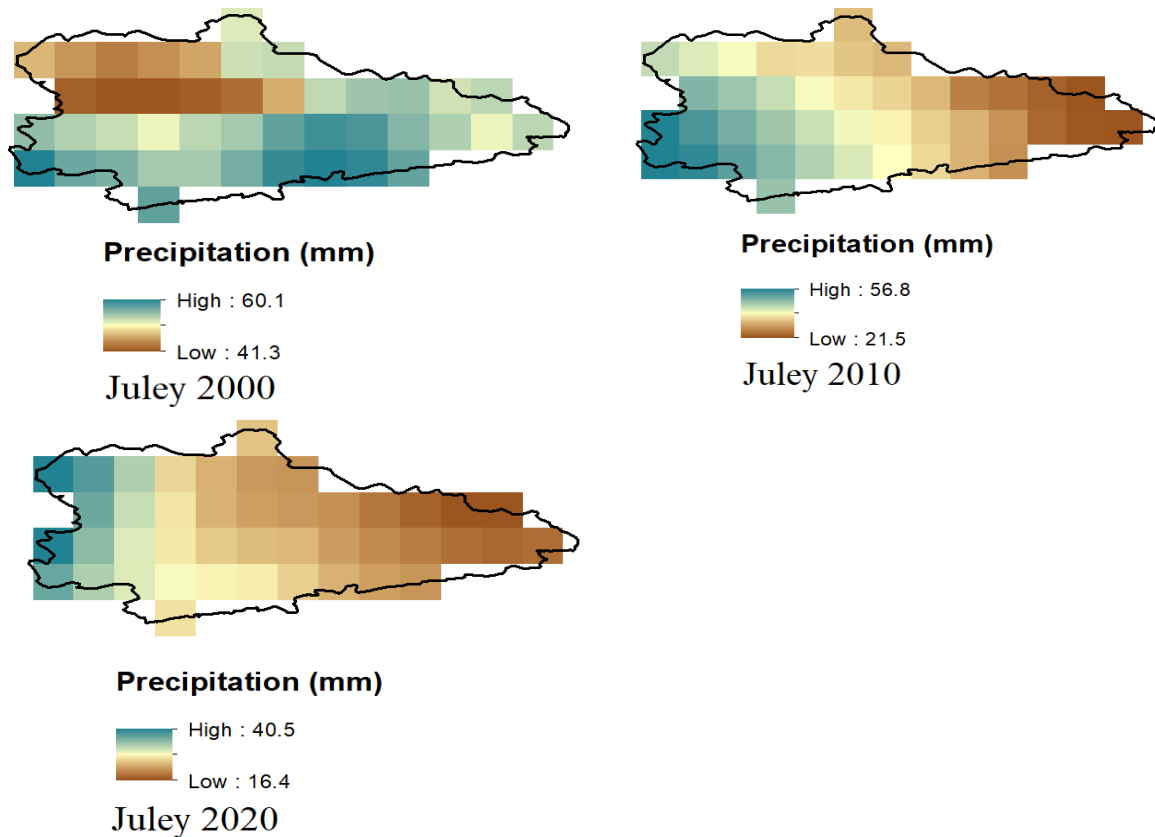 Precipitation (mm)
High : 60.1
Low : 41.3
Juley 2000
Precipitation (mm)
High : 56.8
Low : 21.5
Juley 2010
Precipitation (mm)
High : 40.5
Low : 16.4
Juley 2020